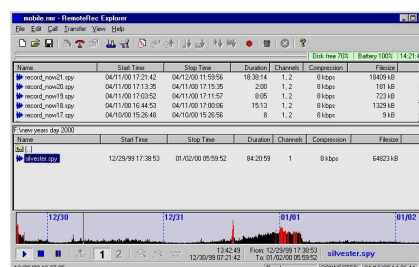 mobile.nmr - RemoteRec Explorer
File Edit Call Transfer View Help
Disk free 70% Battery 100% 14:21:4
Name Start Time Stop Time Duration Channels Compression Filesize
record_now21.spy 04/11/00 17:21:42 04/12/00 11:59:56 18:38:14 1, 2 8 kbps 18409 kB
record_now20.spy 04/11/00 17:13:35 04/11/00 17:15:35 2:00 1, 2 8 kbps 181 kB
record_now19.spy 04/11/00 17:03:52 04/11/00 17:11:57 8:05 1, 2 8 kbps 723 kB
record_now18.spy 04/11/00 16:44:53 04/11/00 17:00:06 15:13 1, 2 8 kbps 1329 kB
record_now17.spy 04/10/00 15:26:48 04/10/00 15:26:56 8 1, 2 8 kbps 9 kB
F:\new years day 2000
Name Start Time Stop Time Duration Channels Compression Filesize
[..]
silvester.spy 12/29/99 17:38:53 01/02/00 05:59:52 84:20:59 1 8 kbps 64823 kB
12/30 12/31 01/01 01/02
1 2
13:42:49 From: 12/29/99 17:38:53
12/30/99 07:21:42 To: 01/02/00 05:59:52
silvester.spy